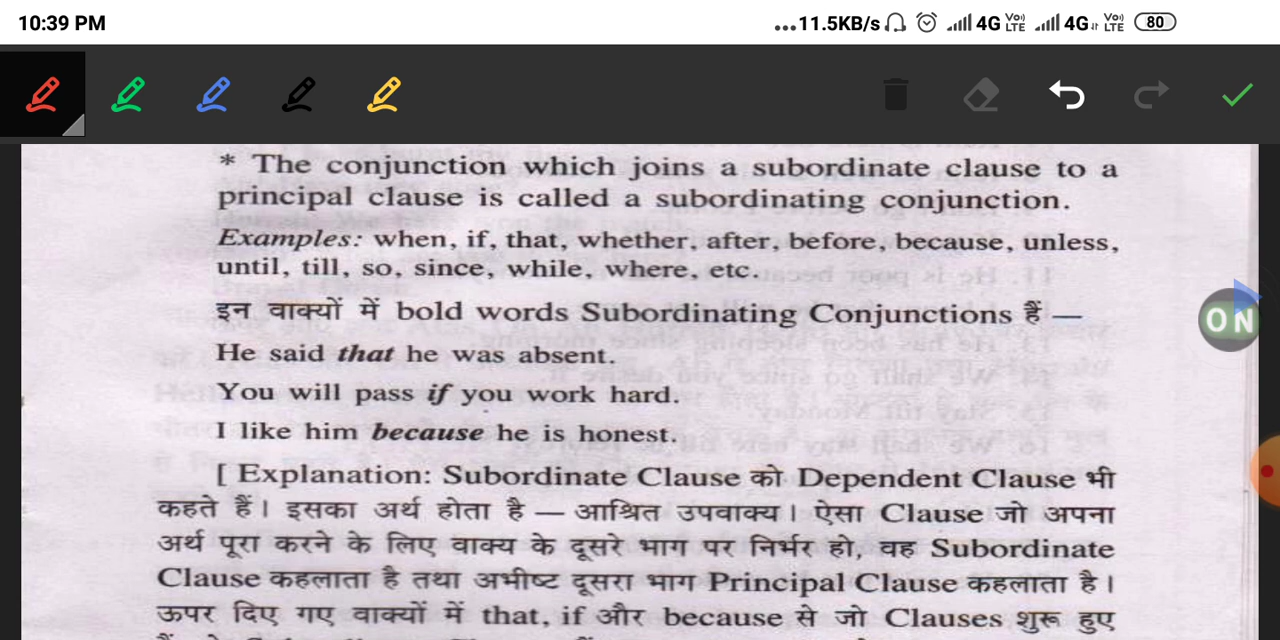 10:39 PM
...11.5KB/s 4G Vo) LTE 4G Vo) LTE 80
* The conjunction which joins a subordinate clause to a
principal clause is called a subordinating conjunction.
Examples: when, if, that, whether, after, before, because, unless,
until, till, so, since, while, where, etc.
इन वाक्यों में bold words Subordinating Conjunctions हैं —
ON
He said that he was absent.
You will pass if you work hard.
I like him because he is honest.
[ Explanation: Subordinate Clause को Dependent Clause भी
कहते हैं। इसका अर्थ होता है — आश्रित उपवाक्य। ऐसा Clause जो अपना
अर्थ पूरा करने के लिए वाक्य के दूसरे भाग पर निर्भर हो, वह Subordinate
Clause कहलाता है तथा अभीष्ट दूसरा भाग Principal Clause कहलाता है।
ऊपर दिए गए वाक्यों में that, if और because से जो Clauses शुरू हुए